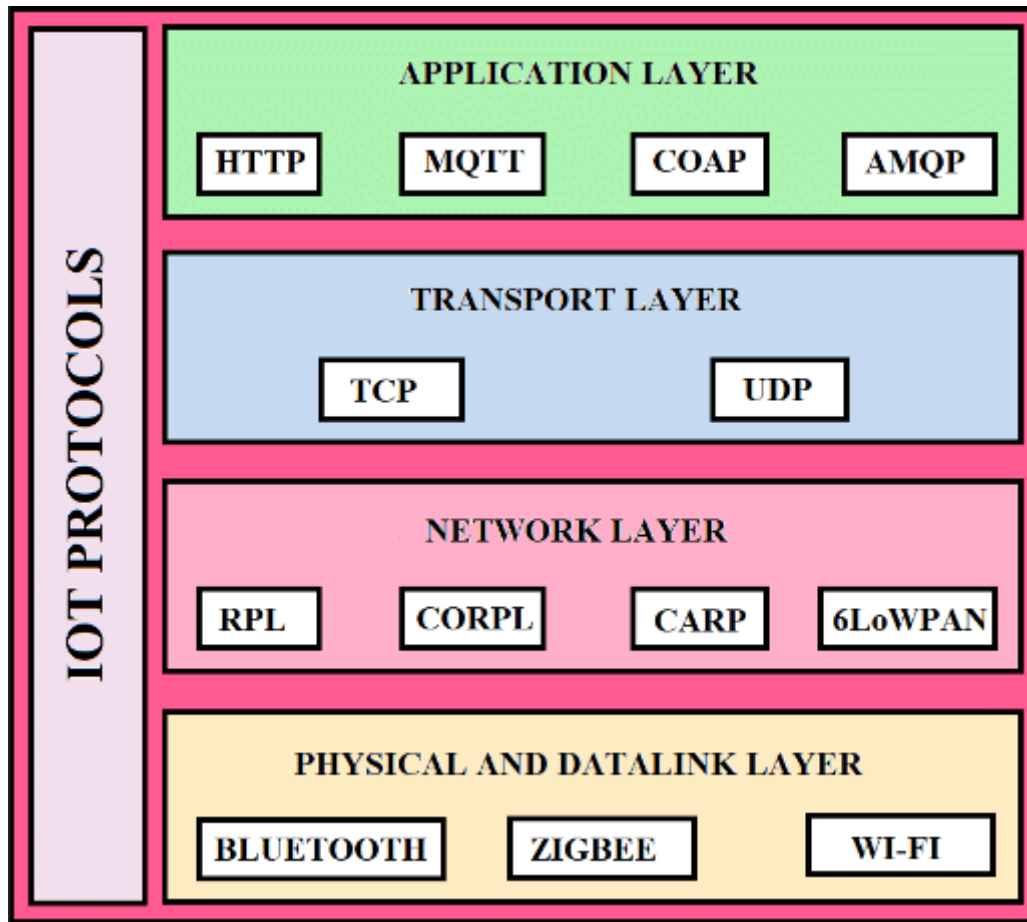 IOT PROTOCOLS
APPLICATION LAYER
HTTP MQTT COAP AMQP
TRANSPORT LAYER
TCP UDP
NETWORK LAYER
RPL CORPL CARP 6LoWPAN
PHYSICAL AND DATALINK LAYER
BLUETOOTH ZIGBEE WI-FI